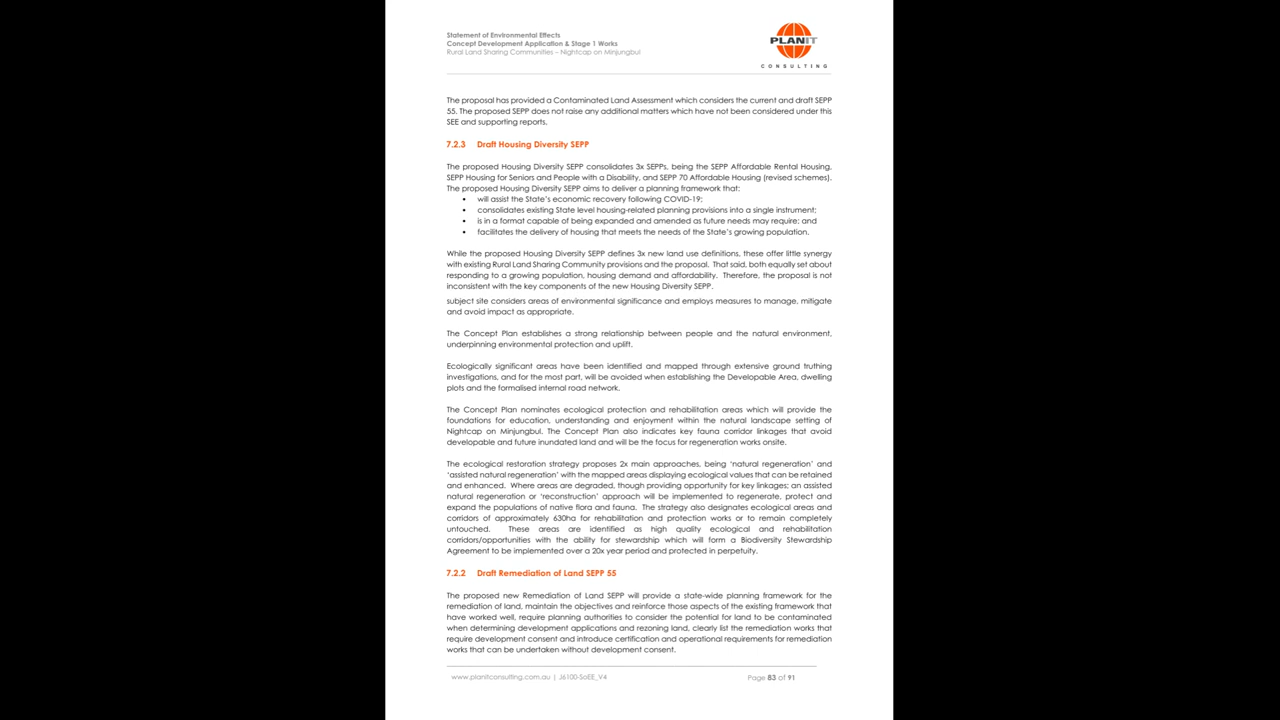 Statement of Environmental Effects
Concept Development Application & Stage 1 Works
Rural Land Sharing Communities – Nightcap on Minjungbul
PLANIT
CONSULTING
The proposal has provided a Contaminated Land Assessment which considers the current and draft SEPP
55. The proposed SEPP does not raise any additional matters which have not been considered under this
SEE and supporting reports.
7.2.3 Draft Housing Diversity SEPP
The proposed Housing Diversity SEPP consolidates 3x SEPPs, being the SEPP Affordable Rental Housing,
SEPP Housing for Seniors and People with a Disability, and SEPP 70 Affordable Housing (revised schemes).
The proposed Housing Diversity SEPP aims to deliver a planning framework that:
• will assist the State's economic recovery following COVID-19;
• consolidates existing State level housing-related planning provisions into a single instrument;
• is in a format capable of being expanded and amended as future needs may require; and
• facilitates the delivery of housing that meets the needs of the State's growing population.
While the proposed Housing Diversity SEPP defines 3x new land use definitions, these offer little synergy
with existing Rural Land Sharing Community provisions and the proposal. That said, both equally set about
responding to a growing population, housing demand and affordability. Therefore, the proposal is not
inconsistent with the key components of the new Housing Diversity SEPP.
subject site considers areas of environmental significance and employs measures to manage, mitigate
and avoid impact as appropriate.
The Concept Plan establishes a strong relationship between people and the natural environment,
underpinning environmental protection and uplift.
Ecologically significant areas have been identified and mapped through extensive ground truthing
investigations, and for the most part, will be avoided when establishing the Developable Area, dwelling
plots and the formalised internal road network.
The Concept Plan nominates ecological protection and rehabilitation areas which will provide the
foundations for education, understanding and enjoyment within the natural landscape setting of
Nightcap on Minjungbul. The Concept Plan also indicates key fauna corridor linkages that avoid
developable and future inundated land and will be the focus for regeneration works onsite.
The ecological restoration strategy proposes 2x main approaches, being 'natural regeneration' and
'assisted natural regeneration' with the mapped areas displaying ecological values that can be retained
and enhanced. Where areas are degraded, though providing opportunity for key linkages; an assisted
natural regeneration or 'reconstruction' approach will be implemented to regenerate, protect and
expand the populations of native flora and fauna. The strategy also designates ecological areas and
corridors of approximately 630ha for rehabilitation and protection works or to remain completely
untouched. These areas are identified as high quality ecological and rehabilitation
corridors/opportunities with the ability for stewardship which will form a Biodiversity Stewardship
Agreement to be implemented over a 20x year period and protected in perpetuity.
7.2.2 Draft Remediation of Land SEPP 55
The proposed new Remediation of Land SEPP will provide a state-wide planning framework for the
remediation of land, maintain the objectives and reinforce those aspects of the existing framework that
have worked well, require planning authorities to consider the potential for land to be contaminated
when determining development applications and rezoning land, clearly list the remediation works that
require development consent and introduce certification and operational requirements for remediation
works that can be undertaken without development consent.
www.planitconsulting.com.au | J6100-SoEE_V4
Page 83 of 91